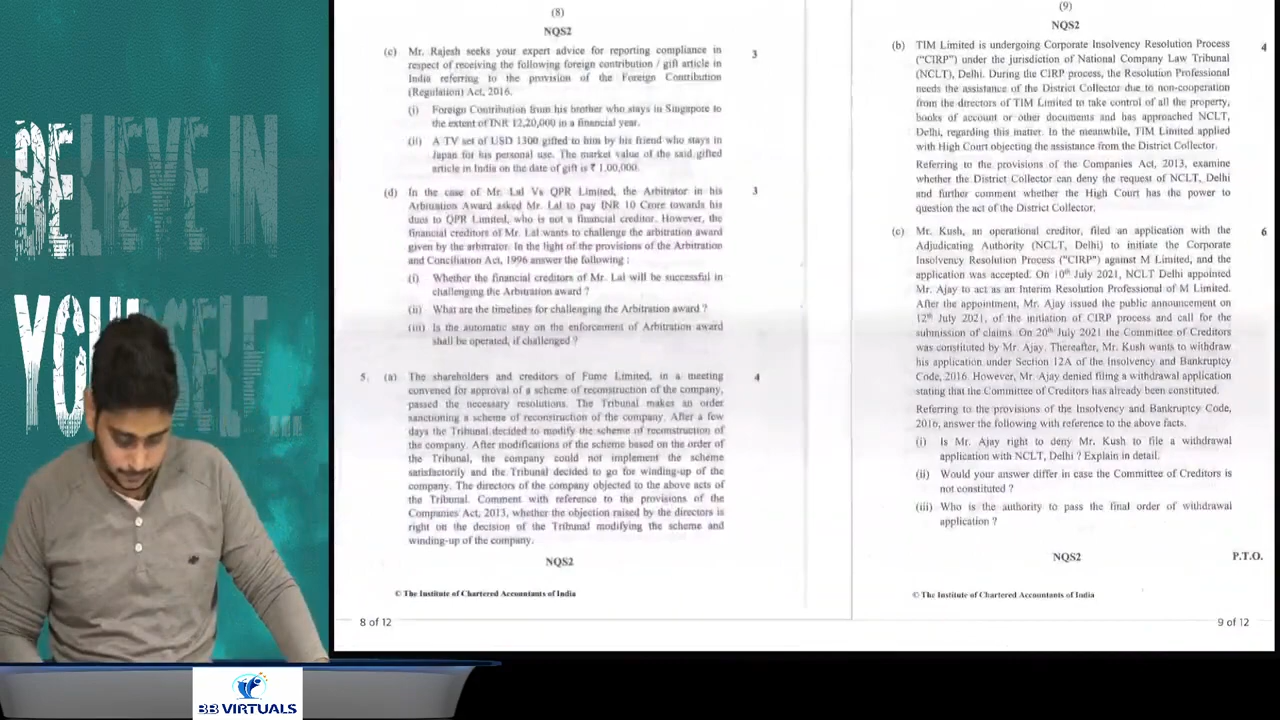 BELIEVE IN
YOURSELF...
(8)
NQS2
(c) Mr. Rajesh seeks your expert advice for reporting compliance in 3
respect of receiving the following foreign contribution / gift article in
India referring to the provision of the Foreign Contribution
(Regulation) Act, 2016.
(i) Foreign Contribution from his brother who stays in Singapore to
the extent of INR 12,20,000 in a financial year.
(ii) A TV set of USD 1300 gifted to him by his friend who stays in
Japan for his personal use. The market value of the said gifted
article in India on the date of gift is ₹ 1,00,000.
(d) In the case of Mr. Lal Vs QPR Limited, the Arbitrator in his 3
Arbitration Award asked Mr. Lal to pay INR 10 Crore towards his
dues to QPR Limited, who is not a financial creditor. However, the
financial creditors of Mr. Lal wants to challenge the arbitration award
given by the arbitrator. In the light of the provisions of the Arbitration
and Conciliation Act, 1996 answer the following :
(i) Whether the financial creditors of Mr. Lal will be successful in
challenging the Arbitration award ?
(ii) What are the timelines for challenging the Arbitration award ?
(iii) Is the automatic stay on the enforcement of Arbitration award
shall be operated, if challenged ?
5. (a) The shareholders and creditors of Fume Limited, in a meeting 4
convened for approval of a scheme of reconstruction of the company,
passed the necessary resolutions. The Tribunal makes an order
sanctioning a scheme of reconstruction of the company. After a few
days the Tribunal decided to modify the scheme of reconstruction of
the company. After modifications of the scheme based on the order of
the Tribunal, the company could not implement the scheme
satisfactorily and the Tribunal decided to go for winding-up of the
company. The directors of the company objected to the above acts of
the Tribunal. Comment with reference to the provisions of the
Companies Act, 2013, whether the objection raised by the directors is
right on the decision of the Tribunal modifying the scheme and
winding-up of the company.
NQS2
© The Institute of Chartered Accountants of India
8 of 12
(9)
NQS2
(b) TIM Limited is undergoing Corporate Insolvency Resolution Process 4
("CIRP") under the jurisdiction of National Company Law Tribunal
(NCLT), Delhi. During the CIRP process, the Resolution Professional
needs the assistance of the District Collector due to non-cooperation
from the directors of TIM Limited to take control of all the property,
books of account or other documents and has approached NCLT,
Delhi, regarding this matter. In the meanwhile, TIM Limited applied
with High Court objecting the assistance from the District Collector.
Referring to the provisions of the Companies Act, 2013, examine
whether the District Collector can deny the request of NCLT, Delhi
and further comment whether the High Court has the power to
question the act of the District Collector.
(c) Mr. Kush, an operational creditor, filed an application with the 6
Adjudicating Authority (NCLT, Delhi) to initiate the Corporate
Insolvency Resolution Process ("CIRP") against M Limited, and the
application was accepted. On 10th July 2021, NCLT Delhi appointed
Mr. Ajay to act as an Interim Resolution Professional of M Limited.
After the appointment, Mr. Ajay issued the public announcement on
12th July 2021, of the initiation of CIRP process and call for the
submission of claims. On 20th July 2021 the Committee of Creditors
was constituted by Mr. Ajay. Thereafter, Mr. Kush wants to withdraw
his application under Section 12A of the Insolvency and Bankruptcy
Code, 2016. However, Mr. Ajay denied filing a withdrawal application
stating that the Committee of Creditors has already been constituted.
Referring to the provisions of the Insolvency and Bankruptcy Code,
2016, answer the following with reference to the above facts.
(i) Is Mr. Ajay right to deny Mr. Kush to file a withdrawal
application with NCLT, Delhi ? Explain in detail.
(ii) Would your answer differ in case the Committee of Creditors is
not constituted ?
(iii) Who is the authority to pass the final order of withdrawal
application ?
NQS2 P.T.O.
© The Institute of Chartered Accountants of India
9 of 12
BB VIRTUALS